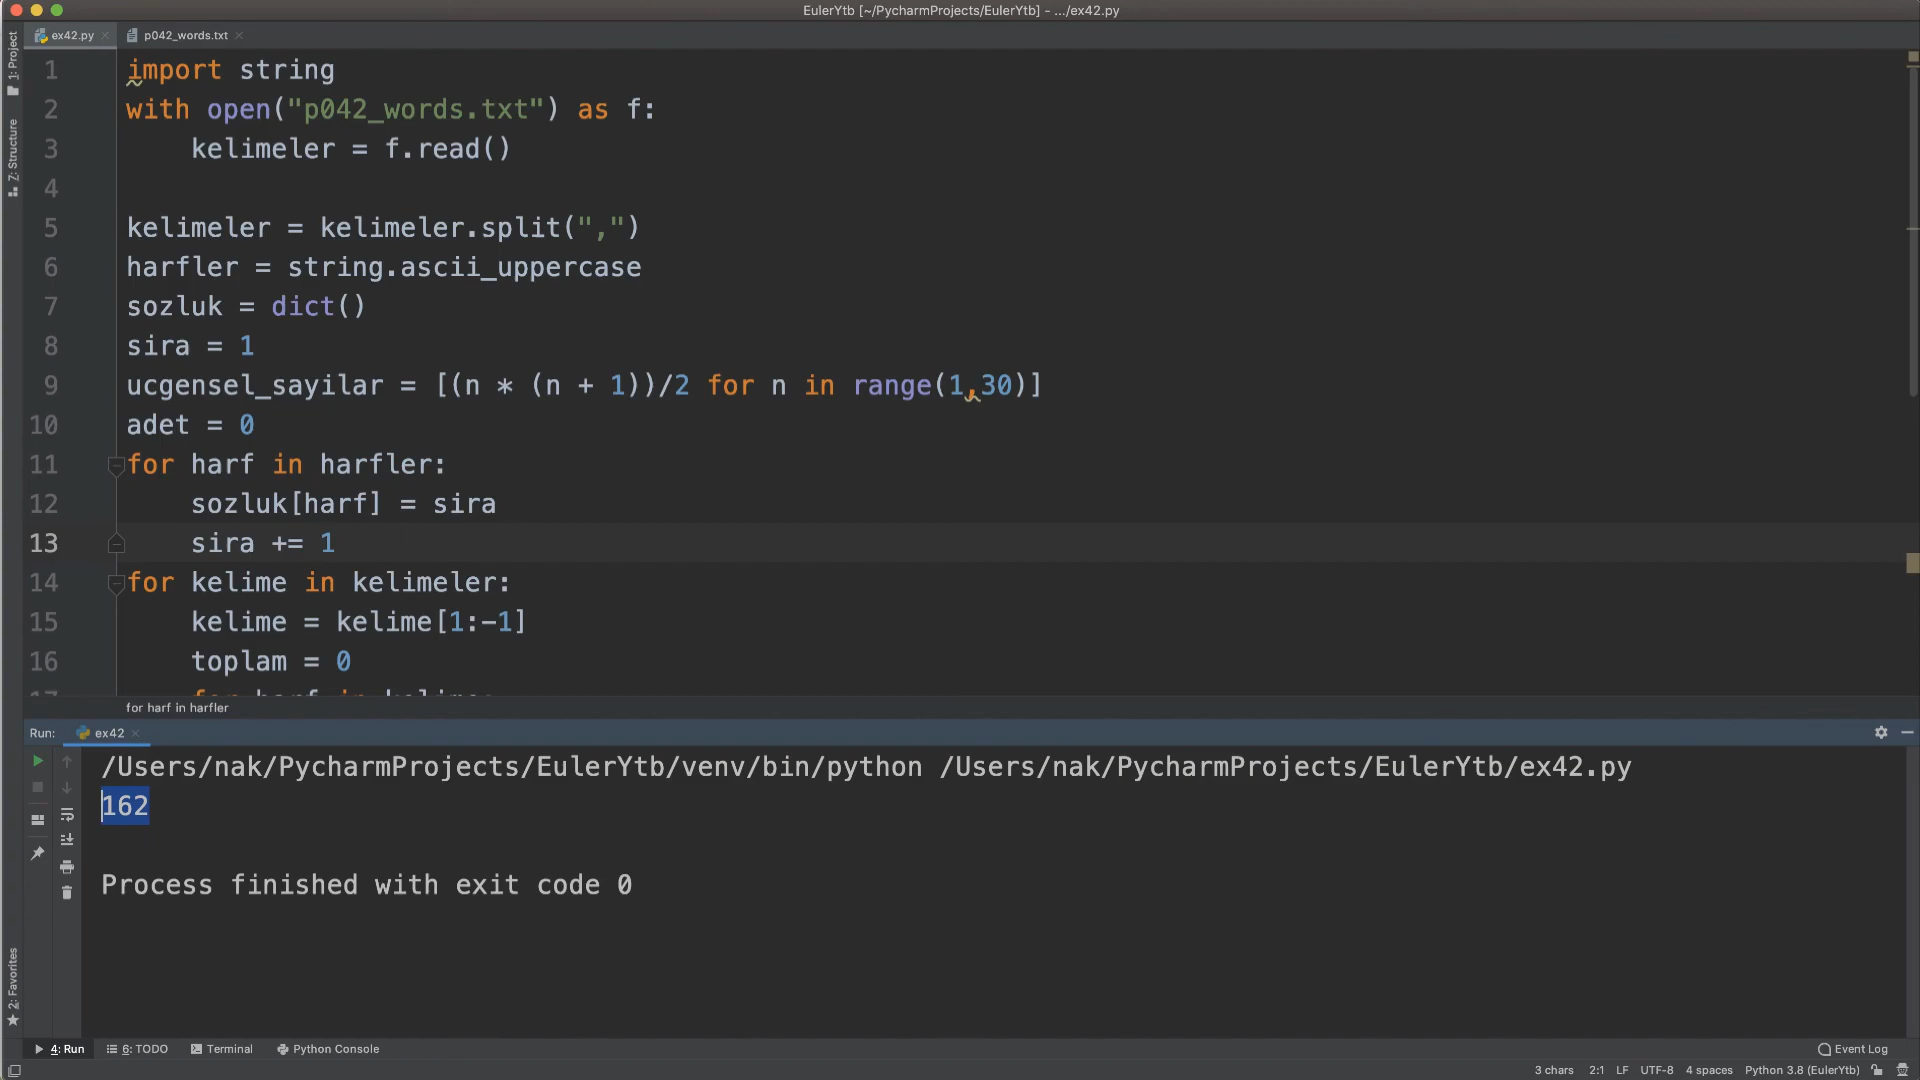 EulerYtb [~/PycharmProjects/EulerYtb] - .../ex42.py
ex42.py
p042_words.txt
1: Project
7: Structure
1 import string
2 with open("p042_words.txt") as f:
3 kelimeler = f.read()
4
5 kelimeler = kelimeler.split(",")
6 harfler = string.ascii_uppercase
7 sozluk = dict()
8 sira = 1
9 ucgensel_sayilar = [(n * (n + 1))/2 for n in range(1,30)]
10 adet = 0
11 for harf in harfler:
12 sozluk[harf] = sira
13 sira += 1
14 for kelime in kelimeler:
15 kelime = kelime[1:-1]
16 toplam = 0
for harf in harfler
Run: ex42
/Users/nak/PycharmProjects/EulerYtb/venv/bin/python /Users/nak/PycharmProjects/EulerYtb/ex42.py
162
Process finished with exit code 0
2: Favorites
4: Run 6: TODO Terminal Python Console Event Log
3 chars 2:1 LF UTF-8 4 spaces Python 3.8 (EulerYtb)